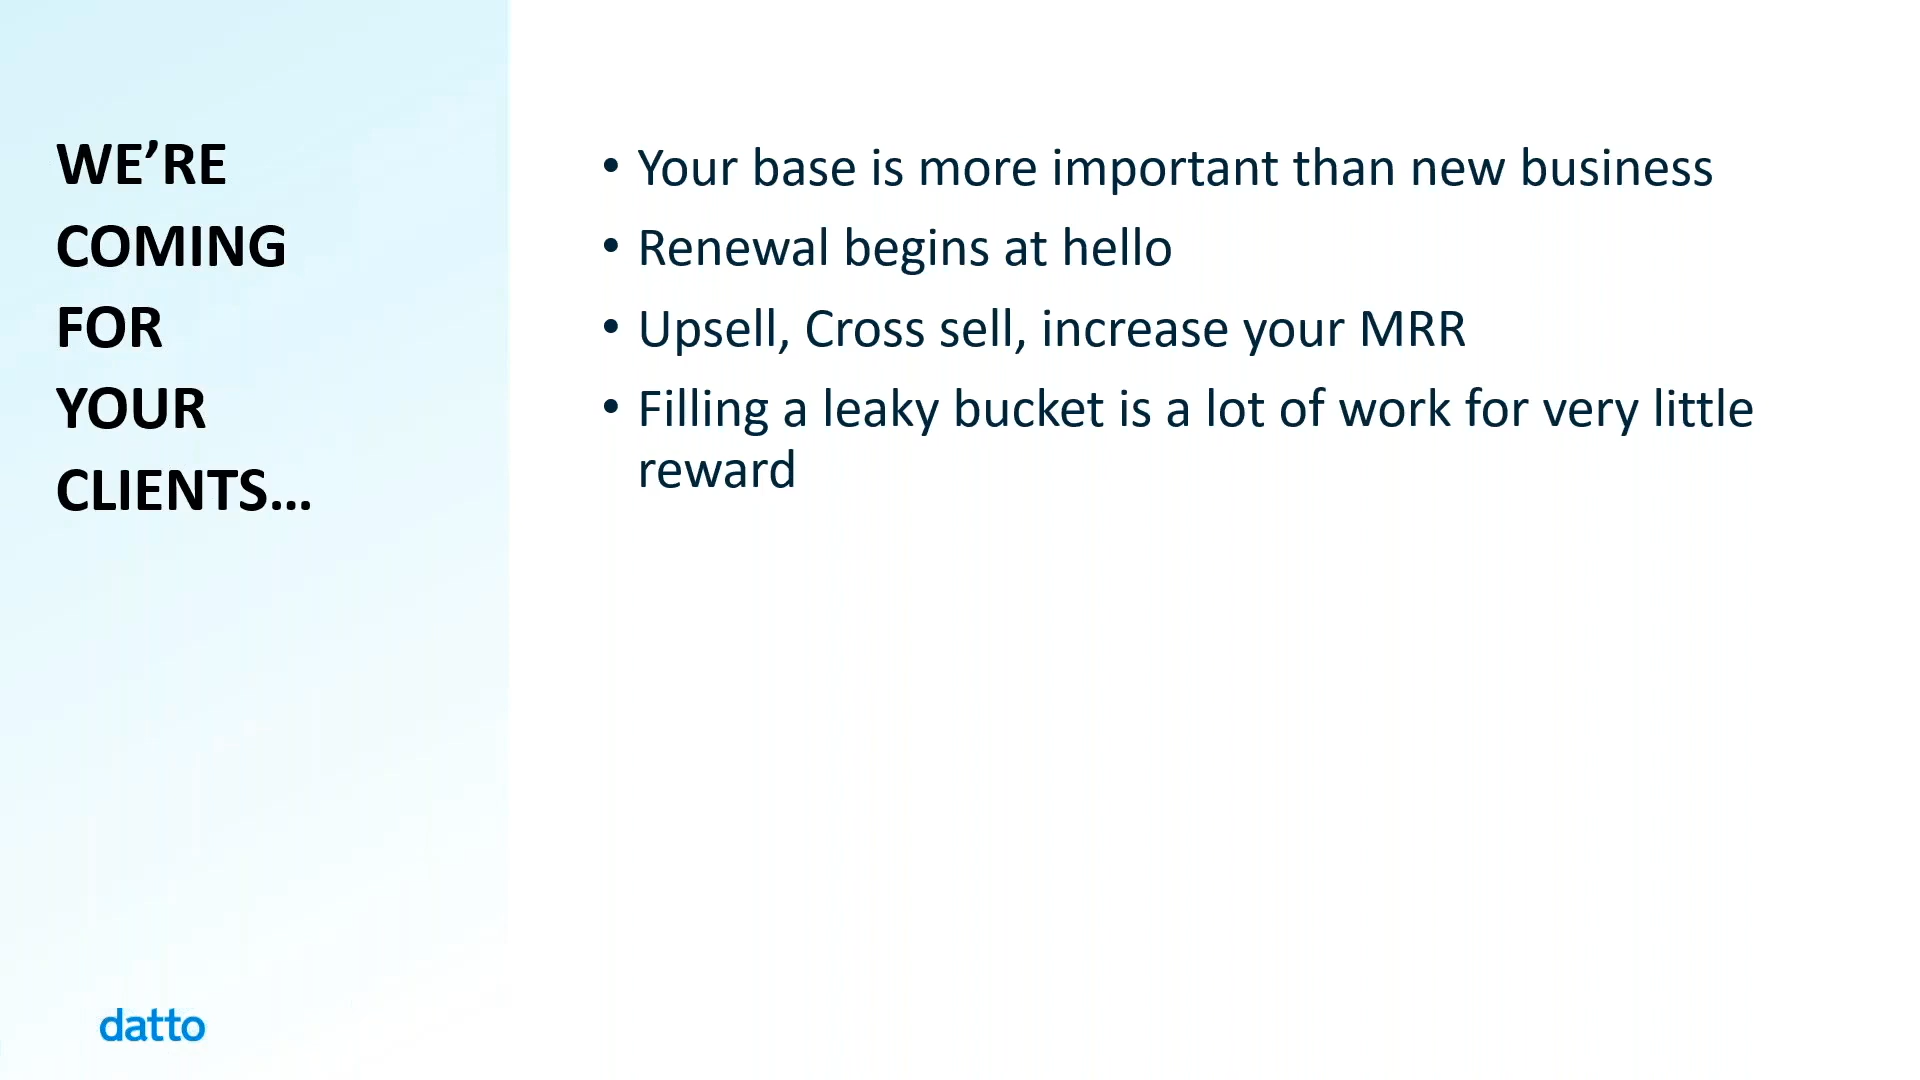 WE’RE
COMING
FOR
YOUR
CLIENTS…
• Your base is more important than new business
• Renewal begins at hello
• Upsell, Cross sell, increase your MRR
• Filling a leaky bucket is a lot of work for very little
reward
datto